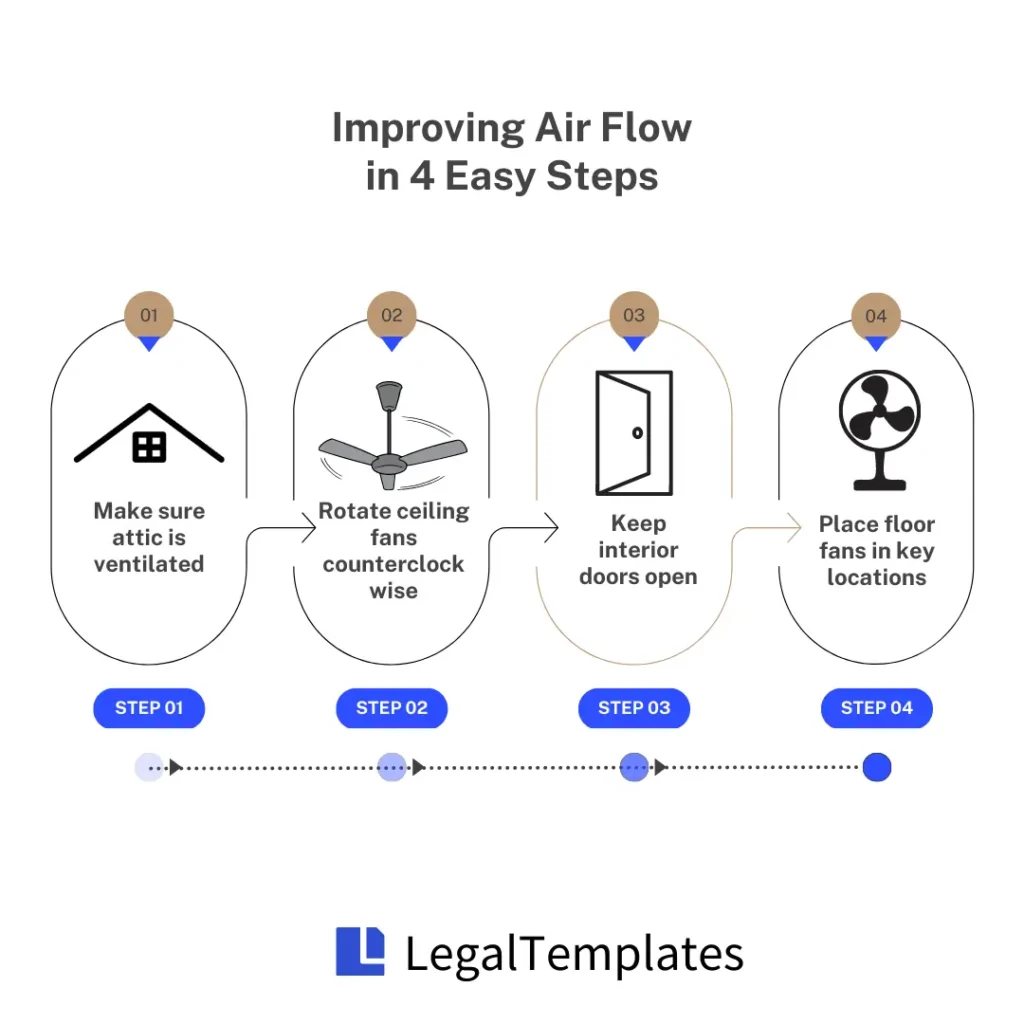 Improving Air Flow
in 4 Easy Steps
01
02
03
04
Make sure
attic is
ventilated
Rotate ceiling
fans
counterclock
wise
Keep
interior
doors open
Place floor
fans in key
locations
STEP 01
STEP 02
STEP 03
STEP 04
LegalTemplates